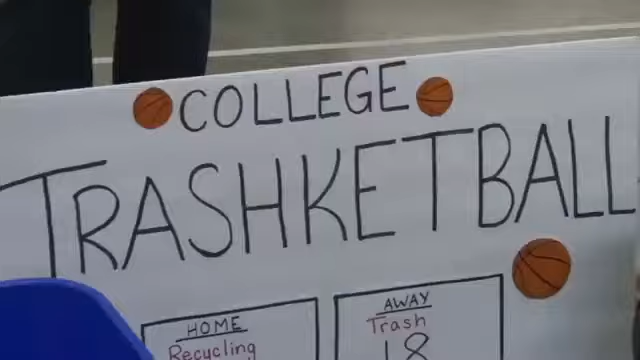 COLLEGE
TRASHKETBALL
HOME
Recycling
AWAY
Trash
18